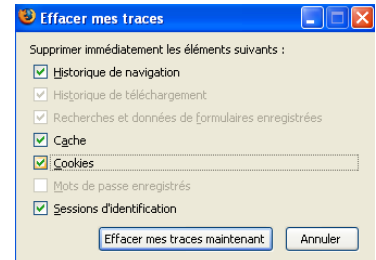 Effacer mes traces
Supprimer immédiatement les éléments suivants :
Historique de navigation
Historique de téléchargement
Recherches et données de formulaires enregistrées
Cache
Cookies
Mots de passe enregistrés
Sessions d'identification
Effacer mes traces maintenant Annuler